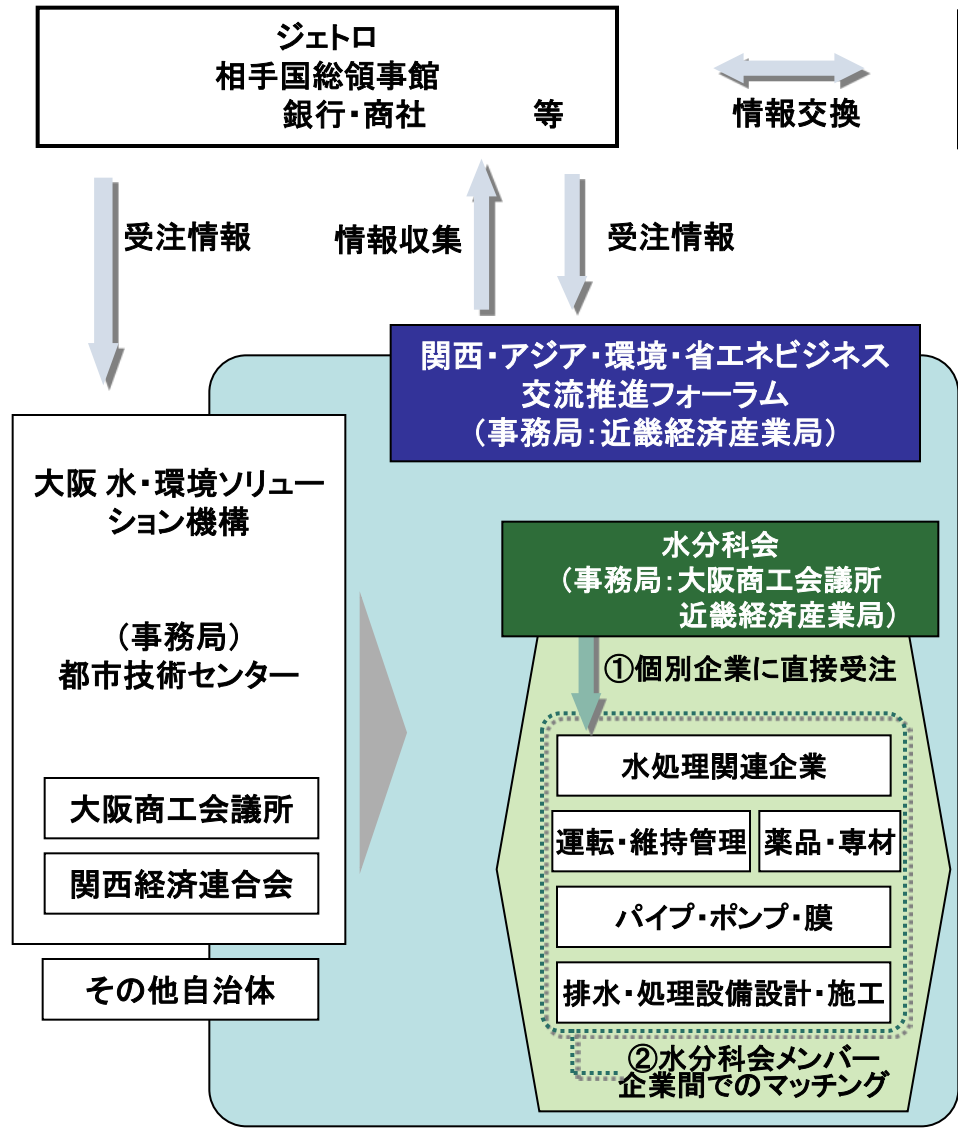 ジェトロ
相手国総領事館
銀行・商社　等
情報交換
受注情報
情報収集
受注情報
関西・アジア・環境・省エネビジネス
交流推進フォーラム
（事務局：近畿経済産業局）
大阪 水・環境ソリュー
ション機構
（事務局）
都市技術センター
大阪商工会議所
関西経済連合会
その他自治体
水分科会
（事務局：大阪商工会議所
近畿経済産業局）
①個別企業に直接受注
水処理関連企業
運転・維持管理
薬品・専材
パイプ・ポンプ・膜
排水・処理設備設計・施工
②水分科会メンバー
企業間でのマッチング